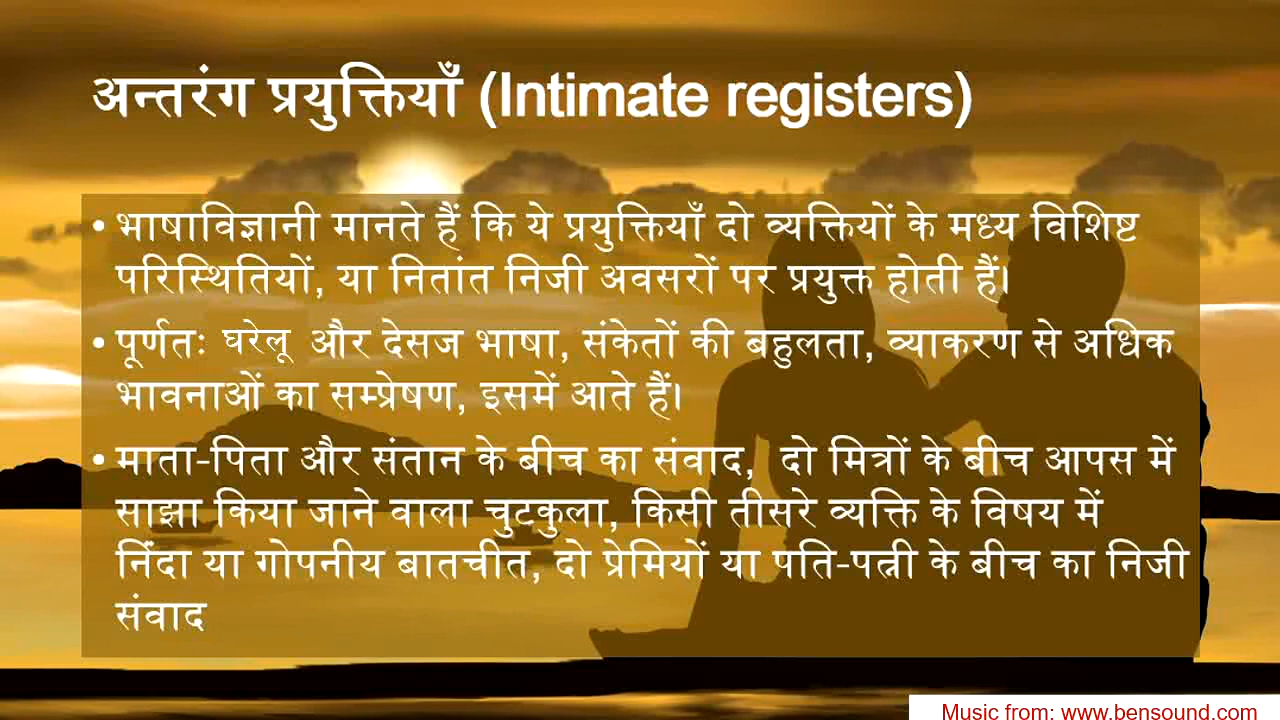 अन्तरंग प्रयुक्तियाँ (Intimate registers)
• भाषाविज्ञानी मानते हैं कि ये प्रयुक्तियाँ दो व्यक्तियों के मध्य विशिष्ट
परिस्थितियों, या नितांत निजी अवसरों पर प्रयुक्त होती हैं।
• पूर्णतः घरेलू और देसज भाषा, संकेतों की बहुलता, व्याकरण से अधिक
भावनाओं का सम्प्रेषण, इसमें आते हैं।
• माता-पिता और संतान के बीच का संवाद, दो मित्रों के बीच आपस में
साझा किया जाने वाला चुटकुला, किसी तीसरे व्यक्ति के विषय में
निंदा या गोपनीय बातचीत, दो प्रेमियों या पति-पत्नी के बीच का निजी
संवाद
Music from: www.bensound.com